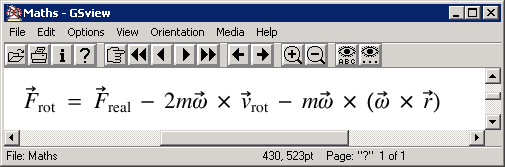 Maths - GSview
File Edit Options View Orientation Media Help
i ? ABC ...
F⃗rot = F⃗real − 2mω⃗ × v⃗rot − mω⃗ × (ω⃗ × r⃗)
File: Maths 430, 523pt Page: "?" 1 of 1